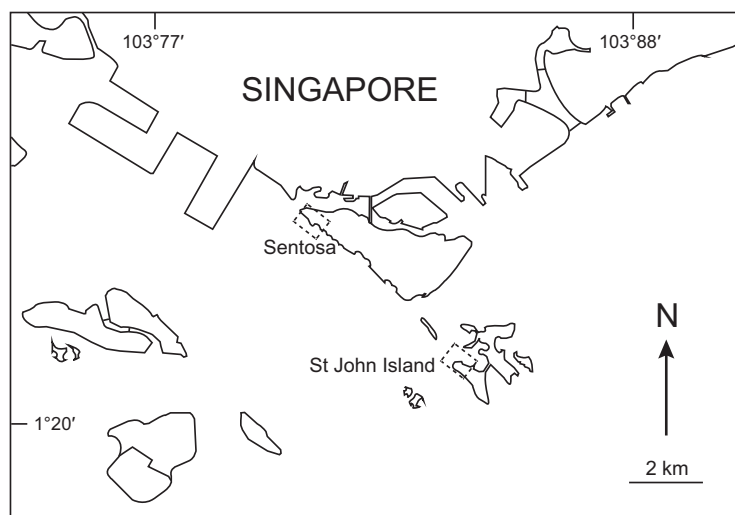 103°77′
103°88′
SINGAPORE
Sentosa
N
St John Island
1°20′
2 km